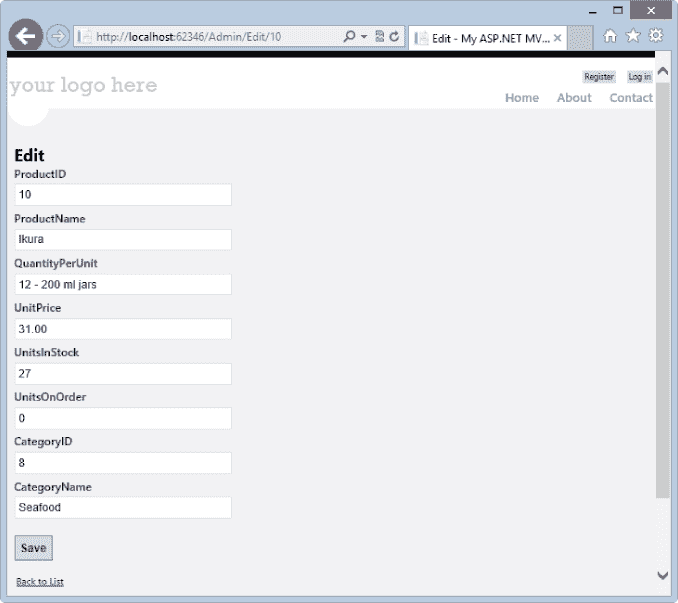 http://localhost:62346/Admin/Edit/10
Edit - My ASP.NET MV...
your logo here
Register Log in
Home About Contact
Edit
ProductID
10
ProductName
Ikura
QuantityPerUnit
12 - 200 ml jars
UnitPrice
31.00
UnitsInStock
27
UnitsOnOrder
0
CategoryID
8
CategoryName
Seafood
Save
Back to List